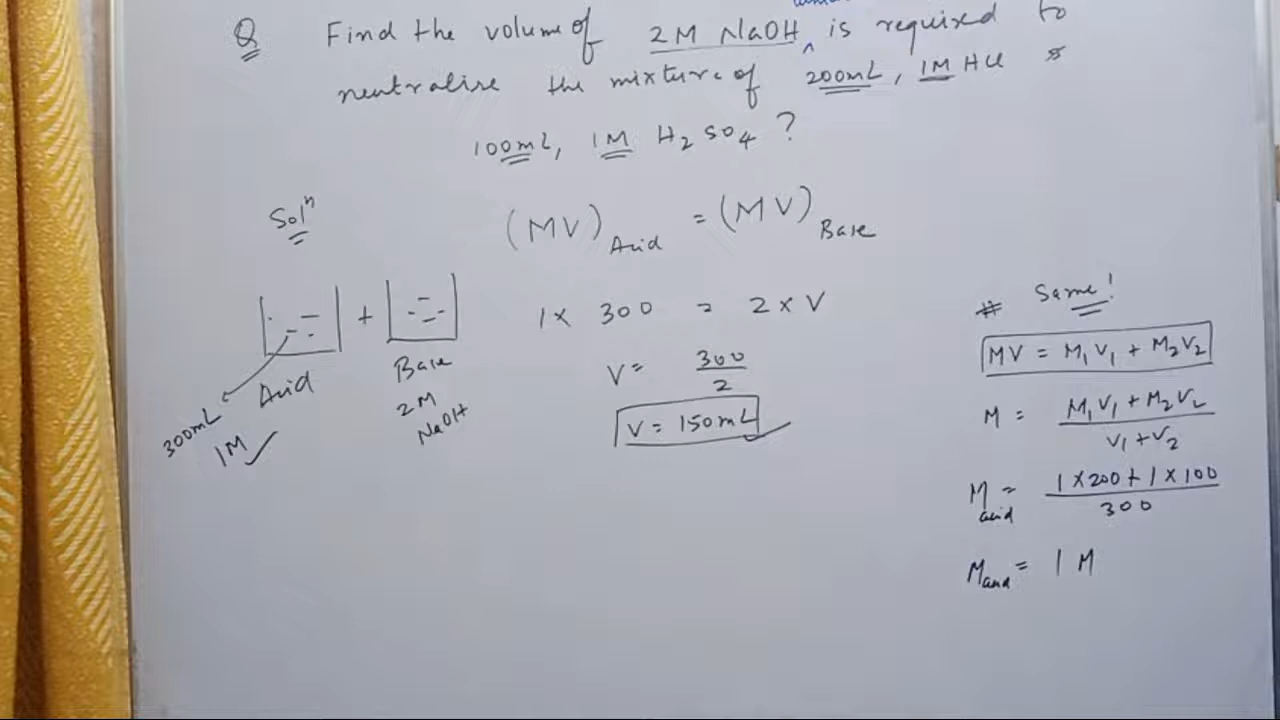 Q Find the volume of 2M NaOH ^ is required to
neutralise the mixture of 200mL, 1M HCl &
100mL, 1M H2SO4 ?
Solⁿ
(MV)Acid = (MV)Base
+
Acid
Base
2M
NaOH
300mL
1M ✓
1 x 300 = 2 x V
V = 300/2
V = 150mL ✓
# Same!
MV = M1V1 + M2V2
M = M1V1 + M2V2 / V1 + V2
Macid = 1 x 200 + 1 x 100 / 300
= 1 M